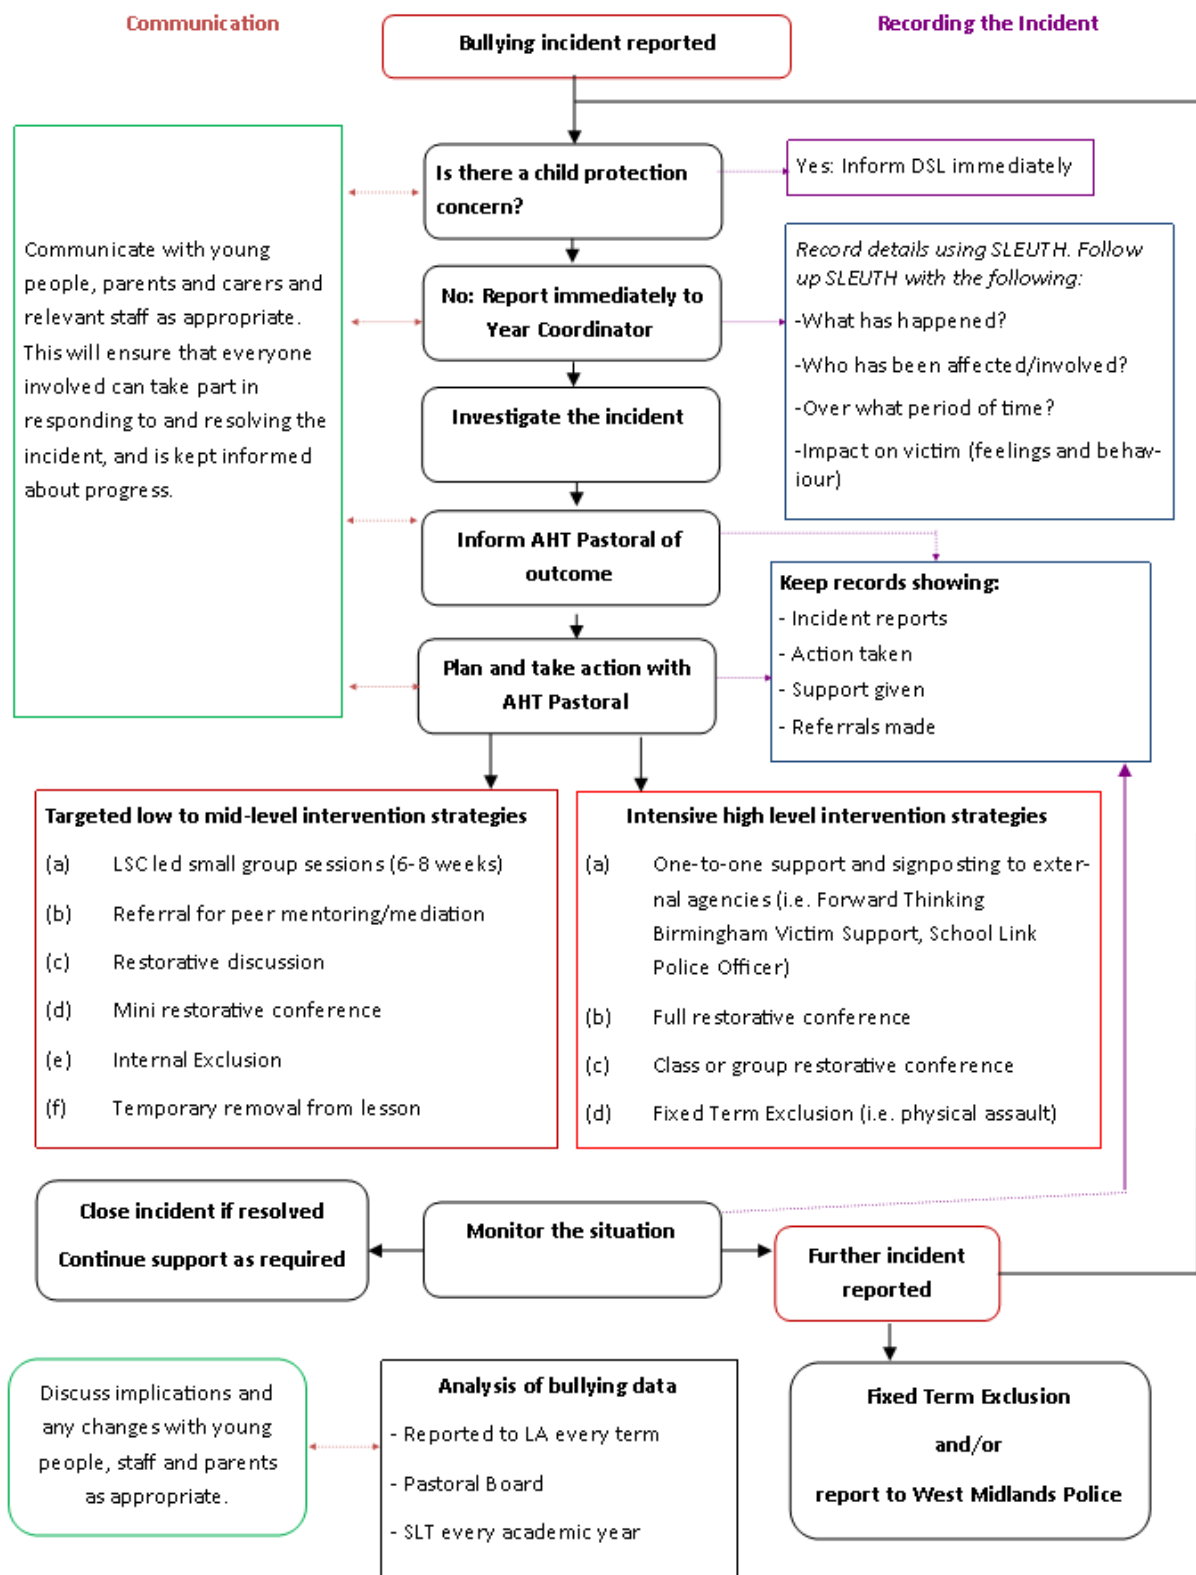 Communication
Bullying incident reported
Recording the Incident
Is there a child protection
concern?
Yes: Inform DSL immediately
Communicate with young
people, parents and carers and
relevant staff as appropriate.
This will ensure that everyone
involved can take part in
responding to and resolving the
incident, and is kept informed
about progress.
No: Report immediately to
Year Coordinator
Record details using SLEUTH. Follow
up SLEUTH with the following:
-What has happened?
-Who has been affected/involved?
-Over what period of time?
-Impact on victim (feelings and behav-
iour)
Investigate the incident
Inform AHT Pastoral of
outcome
Keep records showing:
- Incident reports
- Action taken
- Support given
- Referrals made
Plan and take action with
AHT Pastoral
Targeted low to mid-level intervention strategies
(a) LSC led small group sessions (6-8 weeks)
(b) Referral for peer mentoring/mediation
(c) Restorative discussion
(d) Mini restorative conference
(e) Internal Exclusion
(f) Temporary removal from lesson
Intensive high level intervention strategies
(a) One-to-one support and signposting to exter-
nal agencies (i.e. Forward Thinking
Birmingham Victim Support, School Link
Police Officer)
(b) Full restorative conference
(c) Class or group restorative conference
(d) Fixed Term Exclusion (i.e. physical assault)
Close incident if resolved
Continue support as required
Monitor the situation
Further incident
reported
Discuss implications and
any changes with young
people, staff and parents
as appropriate.
Analysis of bullying data
- Reported to LA every term
- Pastoral Board
- SLT every academic year
Fixed Term Exclusion
and/or
report to West Midlands Police